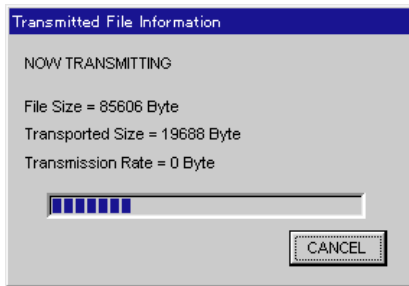 Transmitted File Information
NOW TRANSMITTING
File Size = 85606 Byte
Transported Size = 19688 Byte
Transmission Rate = 0 Byte
CANCEL